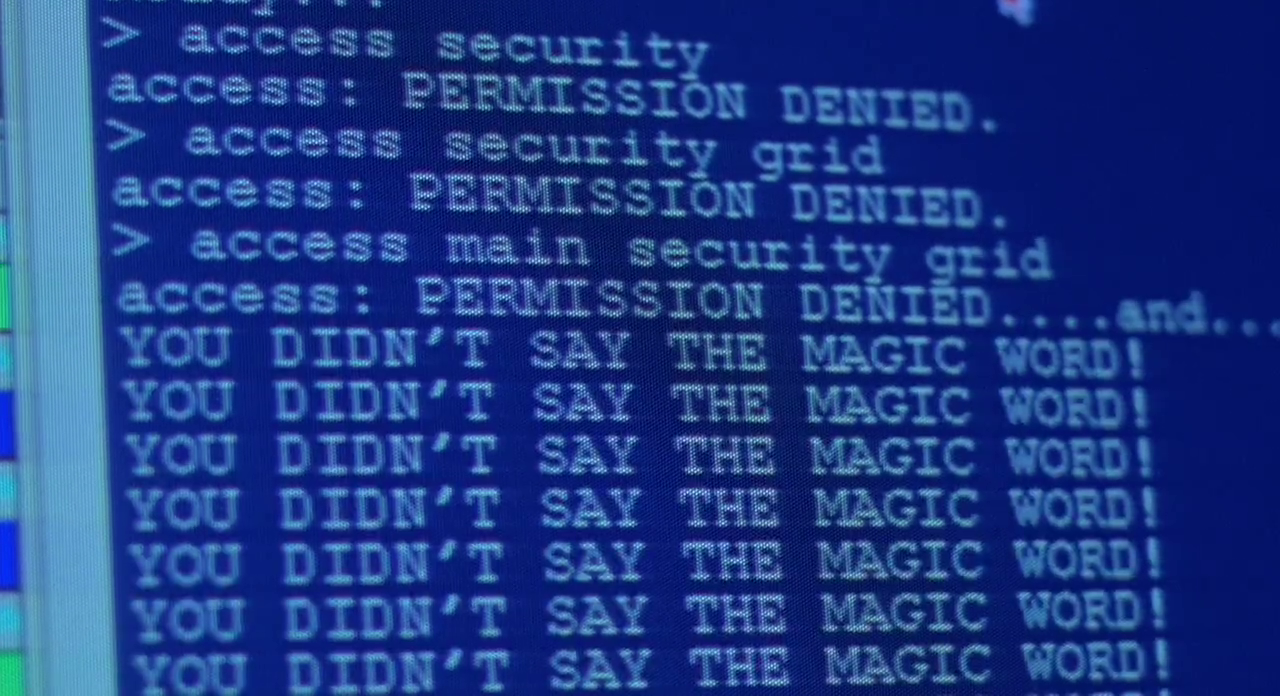 > access security
access: PERMISSION DENIED.
> access security grid
access: PERMISSION DENIED.
> access main security grid
access: PERMISSION DENIED....and...
YOU DIDN'T SAY THE MAGIC WORD!
YOU DIDN'T SAY THE MAGIC WORD!
YOU DIDN'T SAY THE MAGIC WORD!
YOU DIDN'T SAY THE MAGIC WORD!
YOU DIDN'T SAY THE MAGIC WORD!
YOU DIDN'T SAY THE MAGIC WORD!
YOU DIDN'T SAY THE MAGIC WORD!